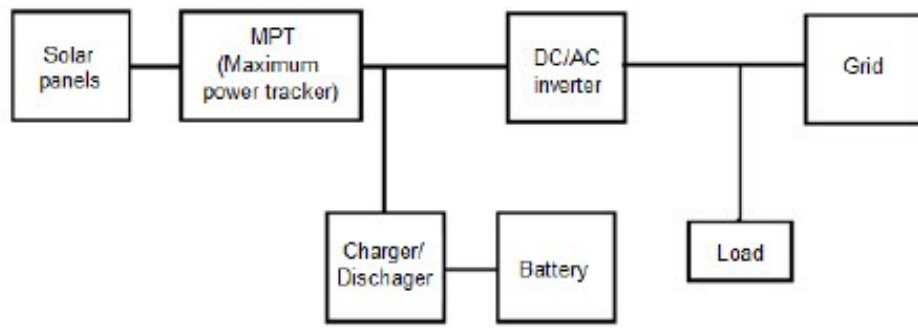 Solar
panels
MPT
(Maximum
power tracker)
DC/AC
inverter
Grid
Charger/
Dischager
Battery
Load